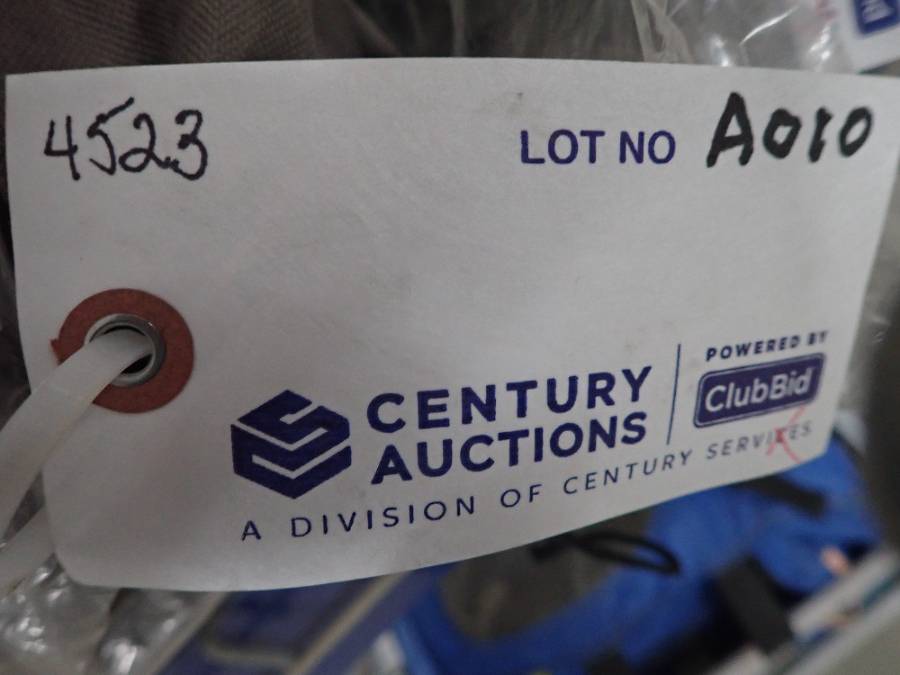 4523
LOT NO A010
CENTURY
AUCTIONS
POWERED BY
ClubBid
A DIVISION OF CENTURY SERVICES